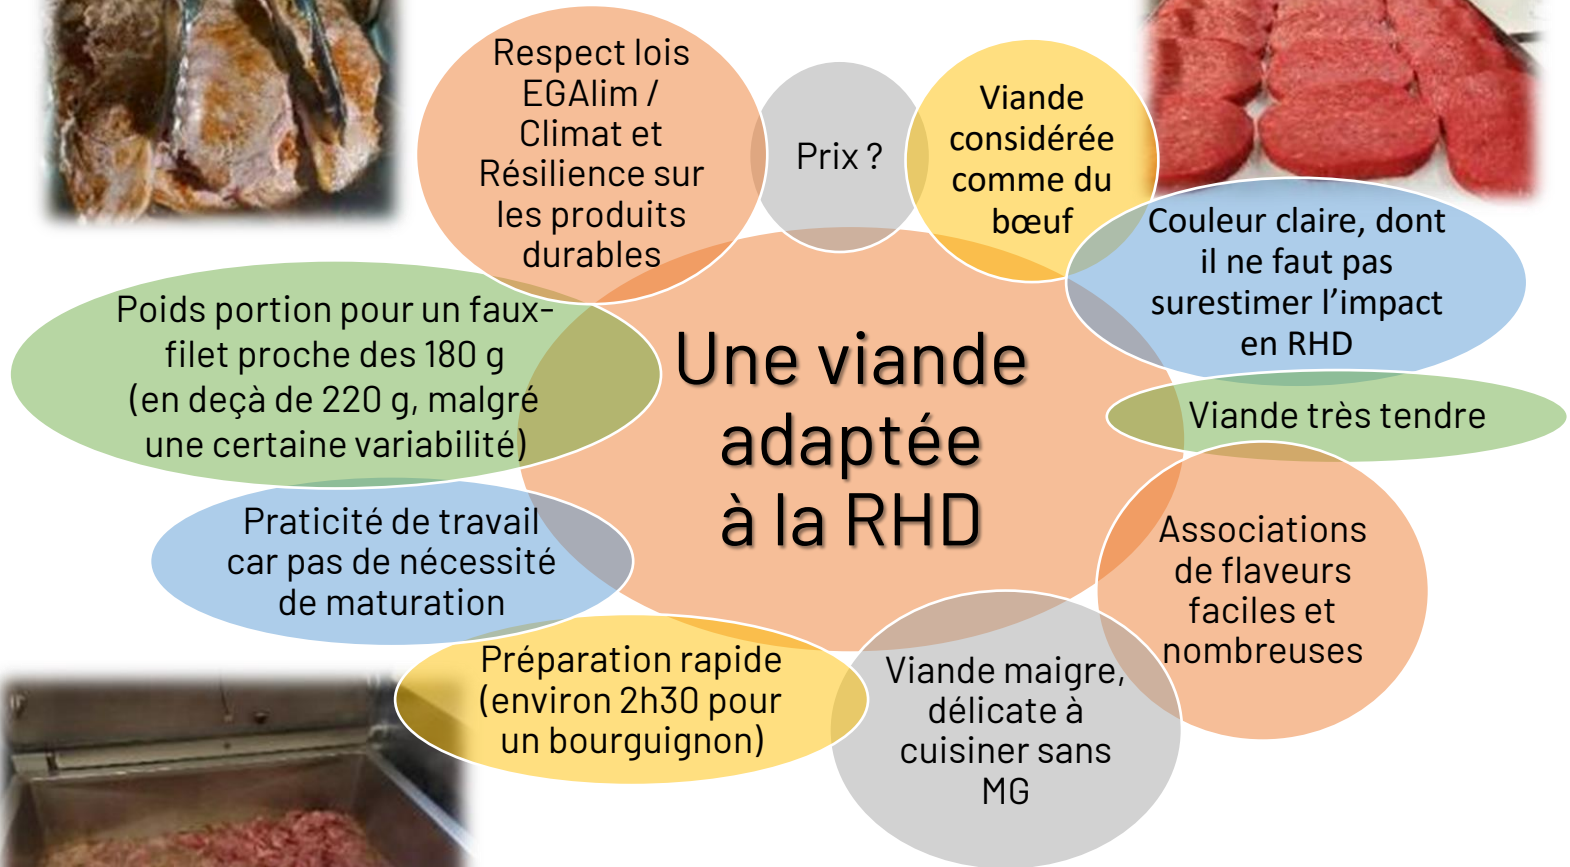 Respect lois
EGAlim /
Climat et
Résilience sur
les produits
durables
Prix ?
Viande
considérée
comme du
bœuf
Couleur claire, dont
il ne faut pas
surestimer l’impact
en RHD
Viande très tendre
Associations
de flaveurs
faciles et
nombreuses
Viande maigre,
délicate à
cuisiner sans
MG
Préparation rapide
(environ 2h30 pour
un bourguignon)
Praticité de travail
car pas de nécessité
de maturation
Poids portion pour un faux-
filet proche des 180 g
(en deçà de 220 g, malgré
une certaine variabilité)
Une viande
adaptée
à la RHD